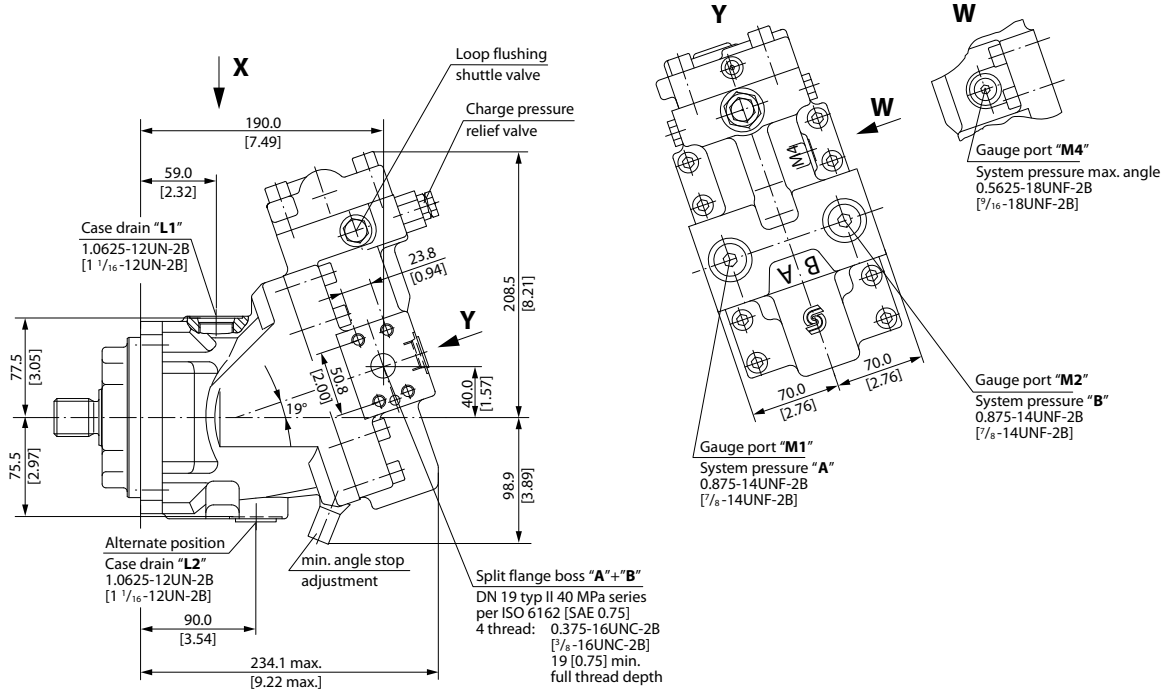 X
190.0
[7.49]
59.0
[2.32]
Case drain "L1"
1.0625-12UN-2B
[1 1/16-12UN-2B]
Loop flushing
shuttle valve
Charge pressure
relief valve
23.8
[0.94]
208.5
[8.21]
Y
77.5
[3.05]
50.8
[2.00]
19°
40.0
[1.57]
75.5
[2.97]
98.9
[3.89]
Alternate position
Case drain "L2"
1.0625-12UN-2B
[1 1/16-12UN-2B]
90.0
[3.54]
234.1 max.
[9.22 max.]
min. angle stop
adjustment
Split flange boss "A"+"B"
DN 19 typ II 40 MPa series
per ISO 6162 [SAE 0.75]
4 thread: 0.375-16UNC-2B
[3/8-16UNC-2B]
19 [0.75] min.
full thread depth
Y
W
M4
B A
70.0
[2.76]
70.0
[2.76]
Gauge port "M1"
System pressure "A"
0.875-14UNF-2B
[7/8-14UNF-2B]
Gauge port "M2"
System pressure "B"
0.875-14UNF-2B
[7/8-14UNF-2B]
W
Gauge port "M4"
System pressure max. angle
0.5625-18UNF-2B
[9/16-18UNF-2B]